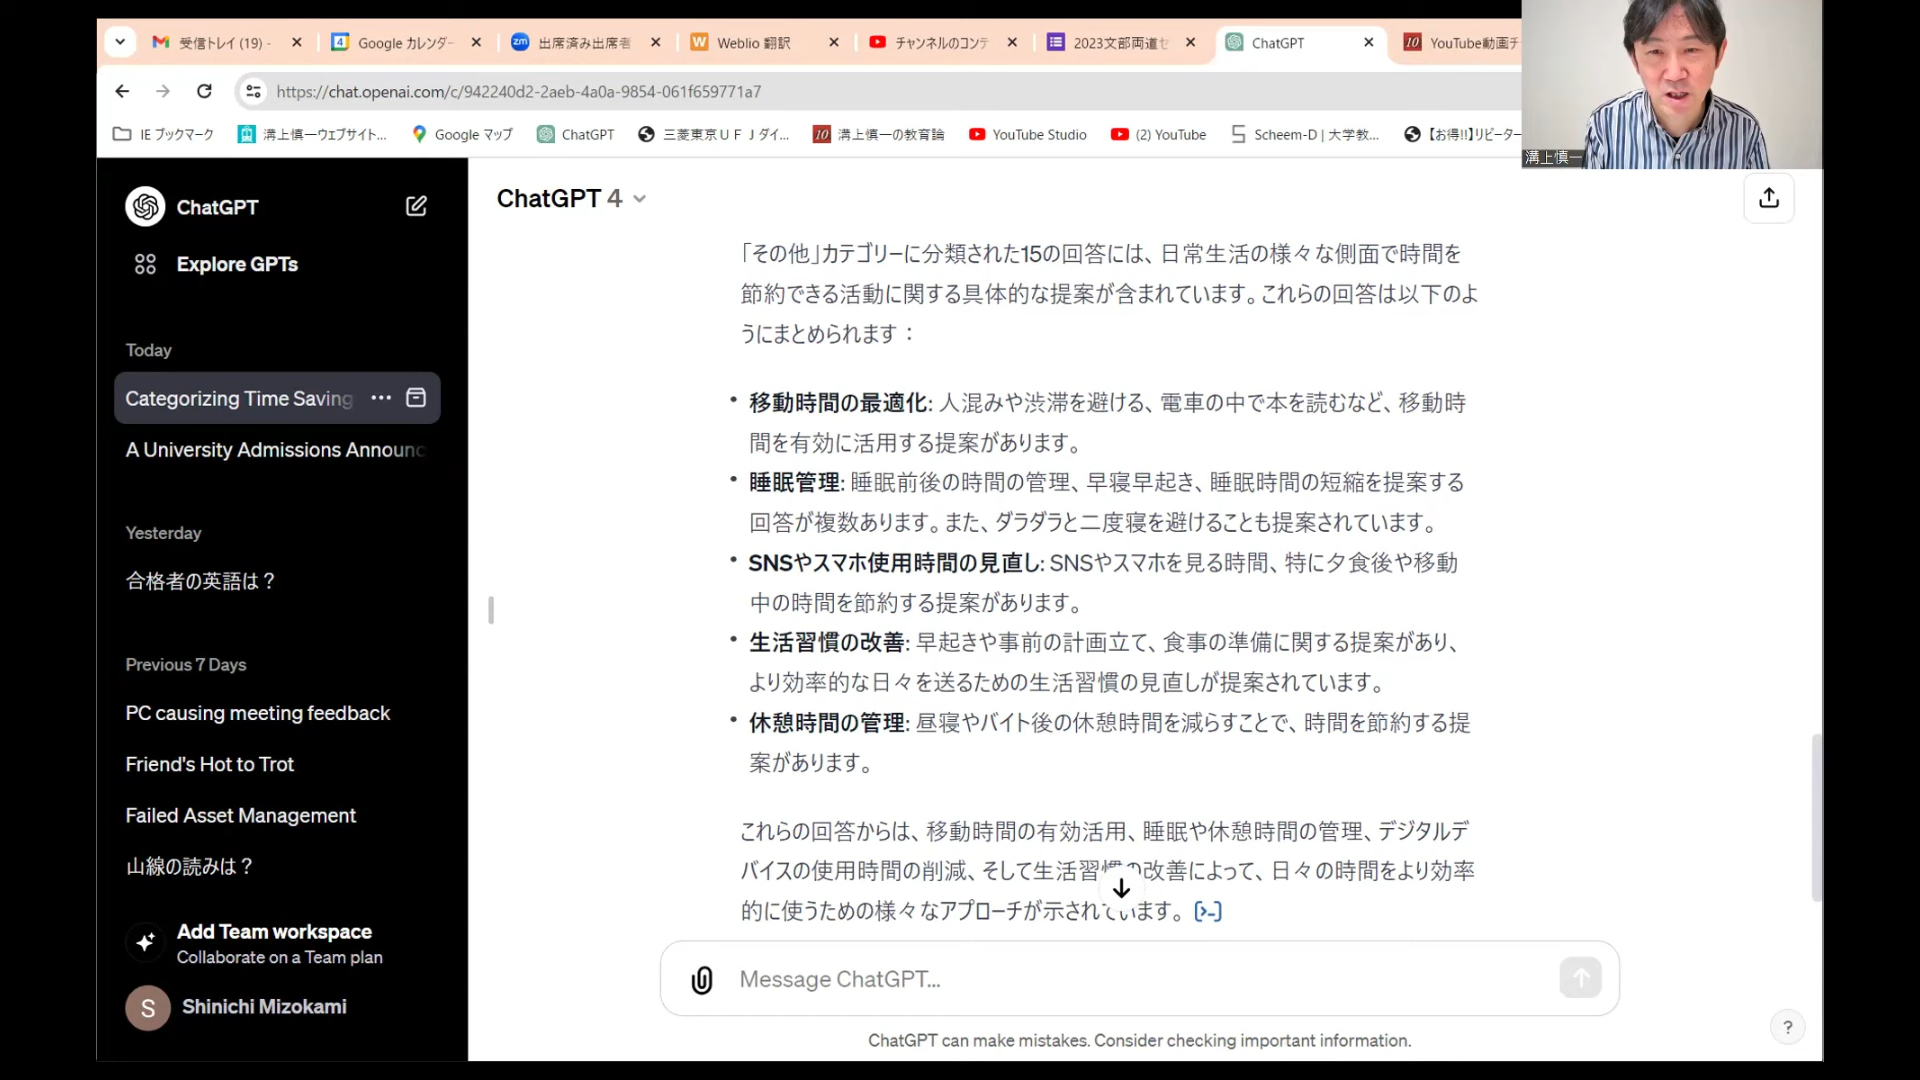 受信トレイ (19) -
Google カレンダー
出席済み出席者
Weblio 翻訳
チャンネルのコンテ
2023文部両道セ
ChatGPT
YouTube動画チ
https://chat.openai.com/c/942240d2-2aeb-4a0a-9854-061f659771a7
IE ブックマーク
溝上慎一ウェブサイト...
Google マップ
ChatGPT
三菱東京ＵＦＪダイ...
溝上慎一の教育論
YouTube Studio
(2) YouTube
Scheem-D | 大学教...
【お得!!】リピーター
溝上慎一
ChatGPT
Explore GPTs
Today
Categorizing Time Saving
A University Admissions Announc
Yesterday
合格者の英語は？
Previous 7 Days
PC causing meeting feedback
Friend's Hot to Trot
Failed Asset Management
山線の読みは？
Add Team workspace
Collaborate on a Team plan
S Shinichi Mizokami
ChatGPT 4
「その他」カテゴリーに分類された15の回答には、日常生活の様々な側面で時間を
節約できる活動に関する具体的な提案が含まれています。これらの回答は以下のよ
うにまとめられます：
• 移動時間の最適化: 人混みや渋滞を避ける、電車の中で本を読むなど、移動時
間を有効に活用する提案があります。
• 睡眠管理: 睡眠前後の時間の管理、早寝早起き、睡眠時間の短縮を提案する
回答が複数あります。また、ダラダラと二度寝を避けることも提案されています。
• SNSやスマホ使用時間の見直し: SNSやスマホを見る時間、特に夕食後や移動
中の時間を節約する提案があります。
• 生活習慣の改善: 早起きや事前の計画立て、食事の準備に関する提案があり、
より効率的な日々を送るための生活習慣の見直しが提案されています。
• 休憩時間の管理: 昼寝やバイト後の休憩時間を減らすことで、時間を節約する提
案があります。
これらの回答からは、移動時間の有効活用、睡眠や休憩時間の管理、デジタルデ
バイスの使用時間の削減、そして生活習慣の改善によって、日々の時間をより効率
的に使うための様々なアプローチが示されています。 [>-]
Message ChatGPT...
ChatGPT can make mistakes. Consider checking important information.
?